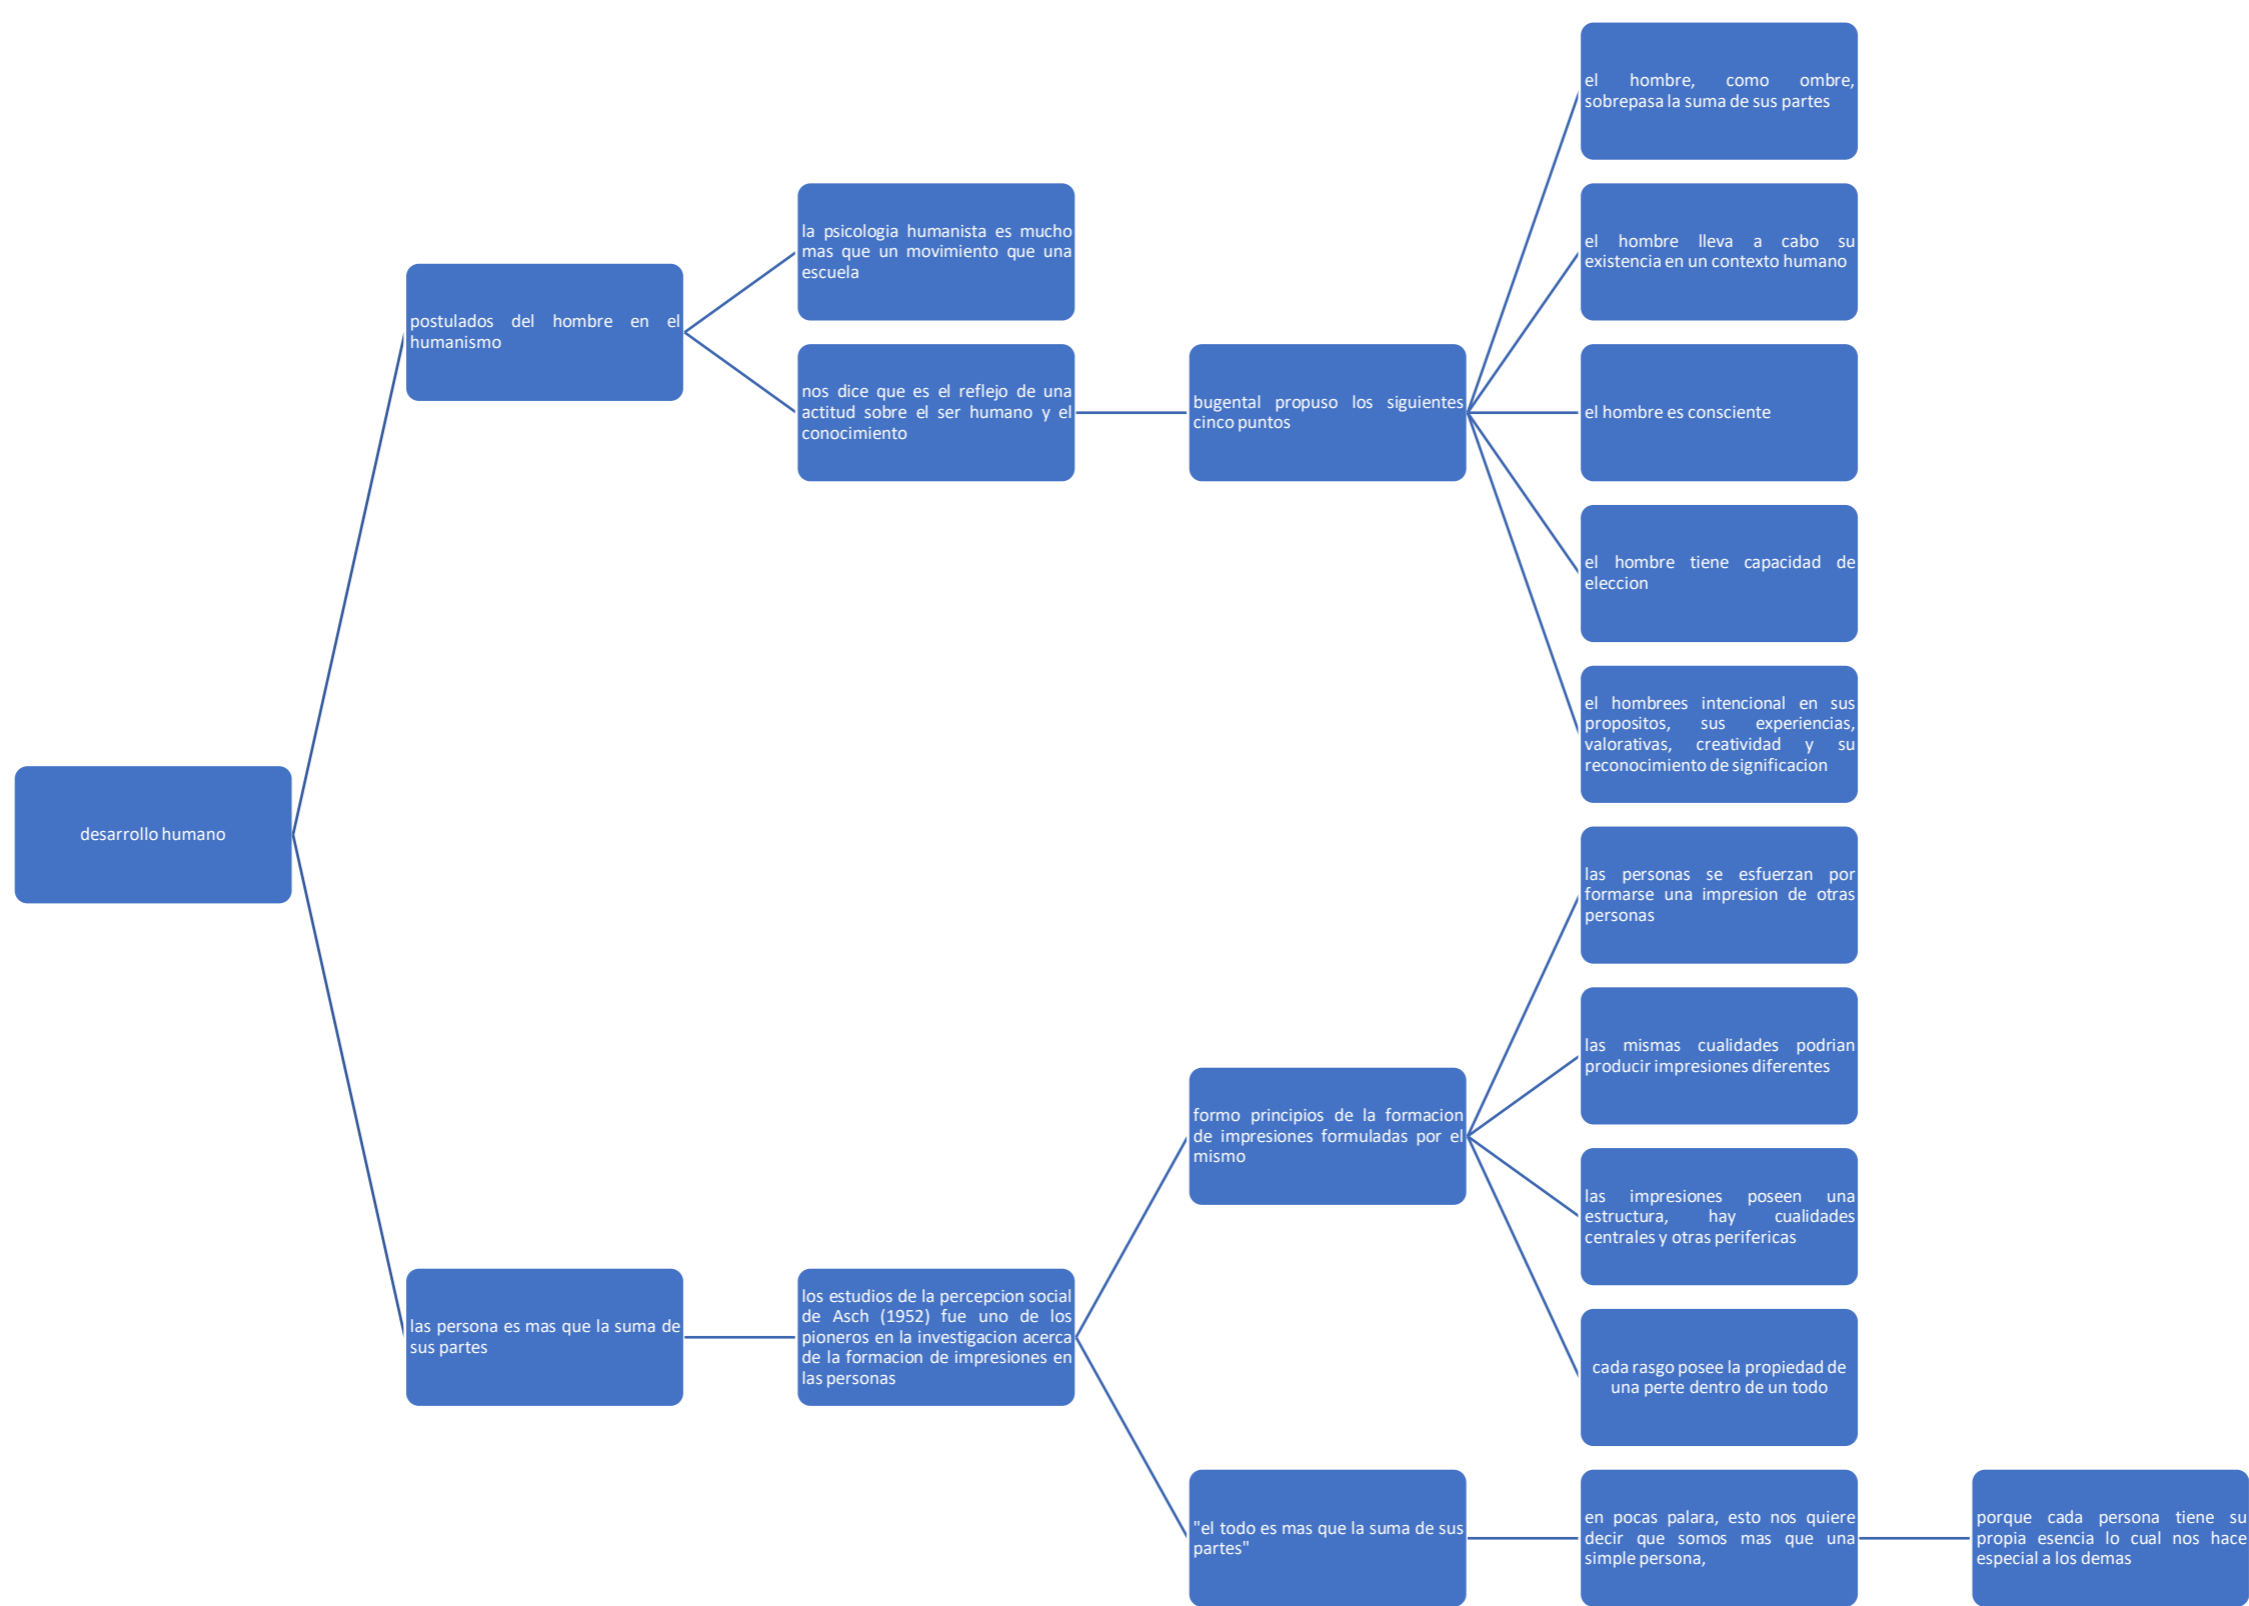 desarrollo humano
postulados del hombre en el
humanismo
la psicologia humanista es mucho
mas que un movimiento que una
escuela
nos dice que es el reflejo de una
actitud sobre el ser humano y el
conocimiento
bugental propuso los siguientes
cinco puntos
el hombre, como ombre,
sobrepasa la suma de sus partes
el hombre lleva a cabo su
existencia en un contexto humano
el hombre es consciente
el hombre tiene capacidad de
eleccion
el hombrees intencional en sus
propositos, sus experiencias,
valorativas, creatividad y su
reconocimiento de significacion
las persona es mas que la suma de
sus partes
los estudios de la percepcion social
de Asch (1952) fue uno de los
pioneros en la investigacion acerca
de la formacion de impresiones en
las personas
formo principios de la formacion
de impresiones formuladas por el
mismo
las personas se esfuerzan por
formarse una impresion de otras
personas
las mismas cualidades podrian
producir impresiones diferentes
las impresiones poseen una
estructura, hay cualidades
centrales y otras perifericas
cada rasgo posee la propiedad de
una perte dentro de un todo
"el todo es mas que la suma de sus
partes"
en pocas palara, esto nos quiere
decir que somos mas que una
simple persona,
porque cada persona tiene su
propia esencia lo cual nos hace
especial a los demas